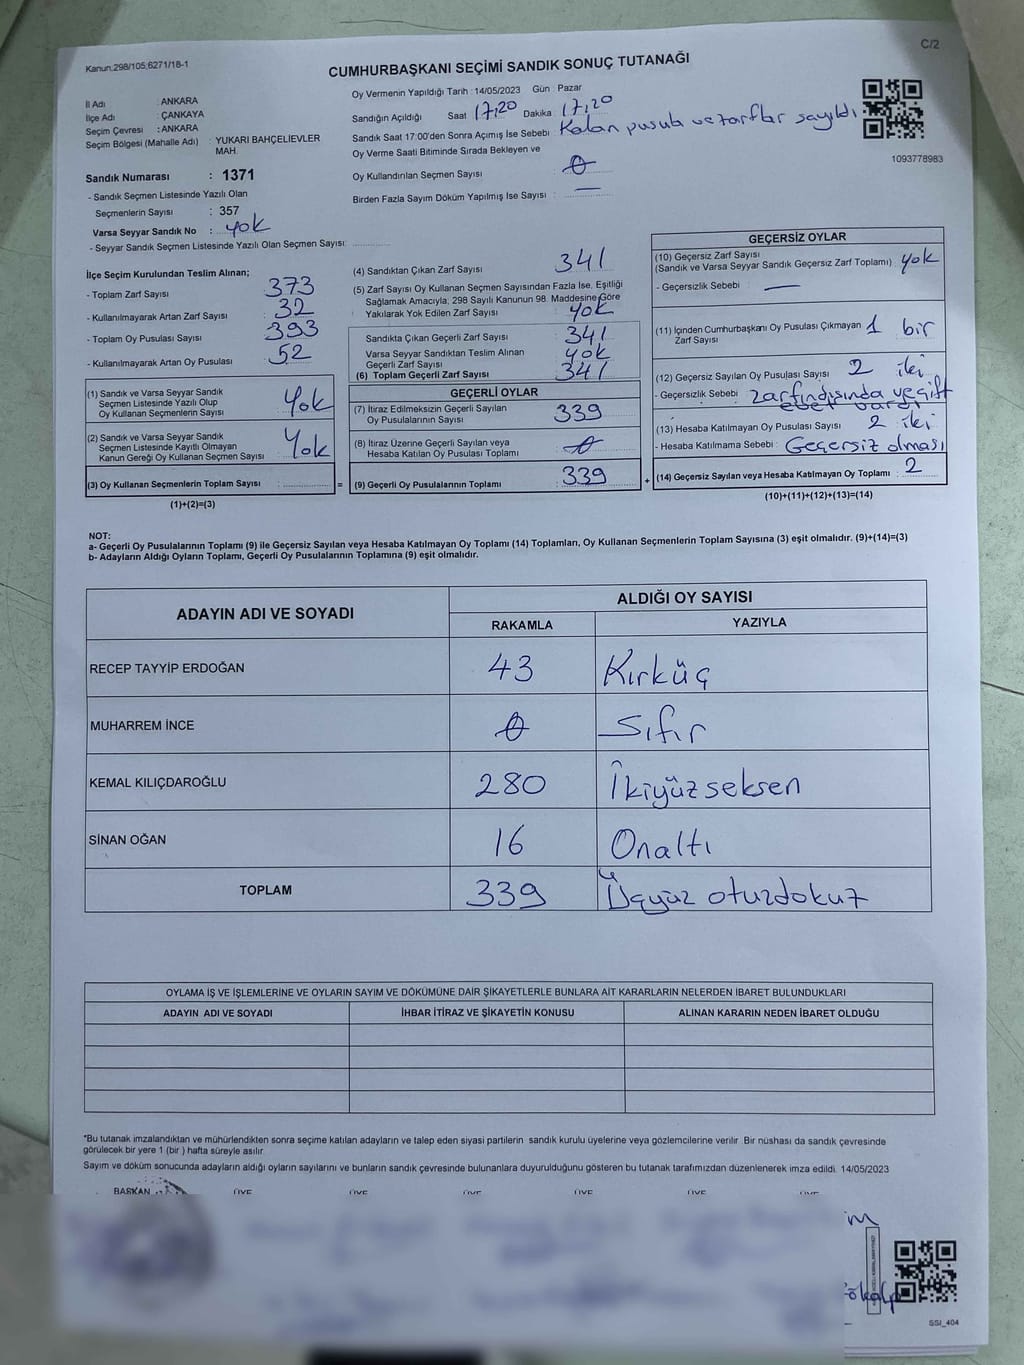 C/2
Kanun:298/105;6271/18-1
CUMHURBAŞKANI SEÇİMİ SANDIK SONUÇ TUTANAĞI
İl Adı : ANKARA
İlçe Adı : ÇANKAYA
Seçim Çevresi : ANKARA
Seçim Bölgesi (Mahalle Adı) : YUKARI BAHÇELİEVLER
MAH.
Sandık Numarası : 1371
- Sandık Seçmen Listesinde Yazılı Olan
Seçmenlerin Sayısı : 357
Varsa Seyyar Sandık No : yok
- Seyyar Sandık Seçmen Listesinde Yazılı Olan Seçmen Sayısı:
Oy Vermenin Yapıldığı Tarih : 14/05/2023 Gün : Pazar
Sandığın Açıldığı Saat 17,20 Dakika 17,20
Sandık Saat 17:00'den Sonra Açımış İse Sebebi : Kalan pusula ve zarflar sayıldı
Oy Verme Saati Bitiminde Sırada Bekleyen ve
Oy Kullandırılan Seçmen Sayısı : 0
Birden Fazla Sayım Döküm Yapılmış İse Sayısı : —
1093778983
İlçe Seçim Kurulundan Teslim Alınan;
- Toplam Zarf Sayısı 373
- Kullanılmayarak Artan Zarf Sayısı : 32
- Toplam Oy Pusulası Sayısı : 393
- Kullanılmayarak Artan Oy Pusulası : 52
(1) Sandık ve Varsa Seyyar Sandık
Seçmen Listesinde Yazılı Olup
Oy Kullanan Seçmenlerin Sayısı : Yok
(2) Sandık ve Varsa Seyyar Sandık
Seçmen Listesinde Kayıtlı Olmayan
Kanun Gereği Oy Kullanan Seçmen Sayısı : Yok
(3) Oy Kullanan Seçmenlerin Toplam Sayısı : =
(1)+(2)=(3)
(4) Sandıktan Çıkan Zarf Sayısı : 341
(5) Zarf Sayısı Oy Kullanan Seçmen Sayısından Fazla İse, Eşitliği
Sağlamak Amacıyla, 298 Sayılı Kanunun 98. Maddesine Göre
Yakılarak Yok Edilen Zarf Sayısı : yok
Sandıkta Çıkan Geçerli Zarf Sayısı : 341
Varsa Seyyar Sandıktan Teslim Alınan
Geçerli Zarf Sayısı : yok
(6) Toplam Geçerli Zarf Sayısı : 341
GEÇERLİ OYLAR
(7) İtiraz Edilmeksizin Geçerli Sayılan
Oy Pusulalarının Sayısı : 339
(8) İtiraz Üzerine Geçerli Sayılan veya
Hesaba Katılan Oy Pusulası Toplamı : 0
(9) Geçerli Oy Pusulalarının Toplamı : 339 +
GEÇERSİZ OYLAR
(10) Geçersiz Zarf Sayısı
(Sandık ve Varsa Seyyar Sandık Geçersiz Zarf Toplamı) : yok
- Geçersizlik Sebebi : —
(11) İçinden Cumhurbaşkanı Oy Pusulası Çıkmayan
Zarf Sayısı : 1 bir
(12) Geçersiz Sayılan Oy Pusulası Sayısı : 2 iki
- Geçersizlik Sebebi : zarfın dışında ve çift
evet vardı
(13) Hesaba Katılmayan Oy Pusulası Sayısı : 2 iki
- Hesaba Katılmama Sebebi : Geçersiz olması
(14) Geçersiz Sayılan veya Hesaba Katılmayan Oy Toplamı : 2
(10)+(11)+(12)+(13)=(14)
NOT:
a- Geçerli Oy Pusulalarının Toplamı (9) ile Geçersiz Sayılan veya Hesaba Katılmayan Oy Toplamı (14) Toplamları, Oy Kullanan Seçmenlerin Toplam Sayısına (3) eşit olmalıdır. (9)+(14)=(3)
b- Adayların Aldığı Oyların Toplamı, Geçerli Oy Pusulalarının Toplamına (9) eşit olmalıdır.
ADAYIN ADI VE SOYADI ALDIĞI OY SAYISI
RAKAMLA YAZIYLA
RECEP TAYYİP ERDOĞAN 43 Kırküç
MUHARREM İNCE 0 Sıfır
KEMAL KILIÇDAROĞLU 280 İkiyüzseksen
SİNAN OĞAN 16 Onaltı
TOPLAM 339 Üçyüz otuzdokuz
OYLAMA İŞ VE İŞLEMLERİNE VE OYLARIN SAYIM VE DÖKÜMÜNE DAİR ŞİKAYETLERLE BUNLARA AİT KARARLARIN NELERDEN İBARET BULUNDUKLARI
ADAYIN ADI VE SOYADI İHBAR İTİRAZ VE ŞİKAYETİN KONUSU ALINAN KARARIN NEDEN İBARET OLDUĞU
*Bu tutanak imzalandıktan ve mühürlendikten sonra seçime katılan adayların ve talep eden siyasi partilerin sandık kurulu üyelerine veya gözlemcilerine verilir. Bir nüshası da sandık çevresinde
görülecek bir yere 1 (bir ) hafta süreyle asılır.
Sayım ve döküm sonucunda adayların aldığı oyların sayılarını ve bunların sandık çevresinde bulunanlara duyurulduğunu gösteren bu tutanak tarafımızdan düzenlenerek imza edildi. 14/05/2023
BAŞKAN ÜYE ÜYE ÜYE ÜYE ÜYE ÜYE
SSI_404